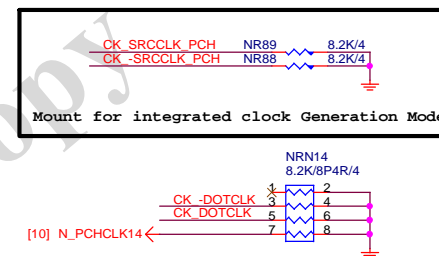 CK_SRCCLK_PCH NR89 8.2K/4
CK_-SRCCLK_PCH NR88 8.2K/4
Mount for integrated clock Generation Mode
NRN14
8.2K/8P4R/4
1 2
CK_-DOTCLK 3 4
CK_DOTCLK 5 6
[10] N_PCHCLK14 7 8
opy